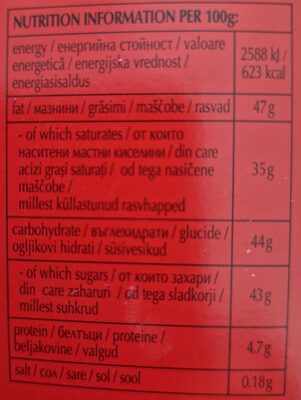 NUTRITION INFORMATION PER 100g:
energy / енергийна стойност / valoare
energetică / energijska vrednost /
energiasisaldus
2588 kJ /
623 kcal
fat / мазнини / grăsimi / maščobe / rasvad
47g
- of which saturates / от които
наситени мастни киселини / din care
acizi grași saturați / od tega nasičene
maščobe /
millest küllastunud rasvhapped
35g
carbohydrate / въглехидрати / glucide /
ogljikovi hidrati / süsivesikud
44g
- of which sugars / от които захари /
din care zaharuri / od tega sladkorji /
millest suhkrud
43g
protein / белтъци / proteine /
beljakovine / valgud
4.7g
salt / сол / sare / sol / sool
0.18g